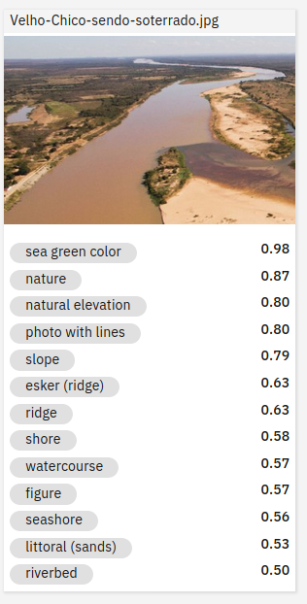 Velho-Chico-sendo-soterrado.jpg
sea green color 0.98
nature 0.87
natural elevation 0.80
photo with lines 0.80
slope 0.79
esker (ridge) 0.63
ridge 0.63
shore 0.58
watercourse 0.57
figure 0.57
seashore 0.56
littoral (sands) 0.53
riverbed 0.50